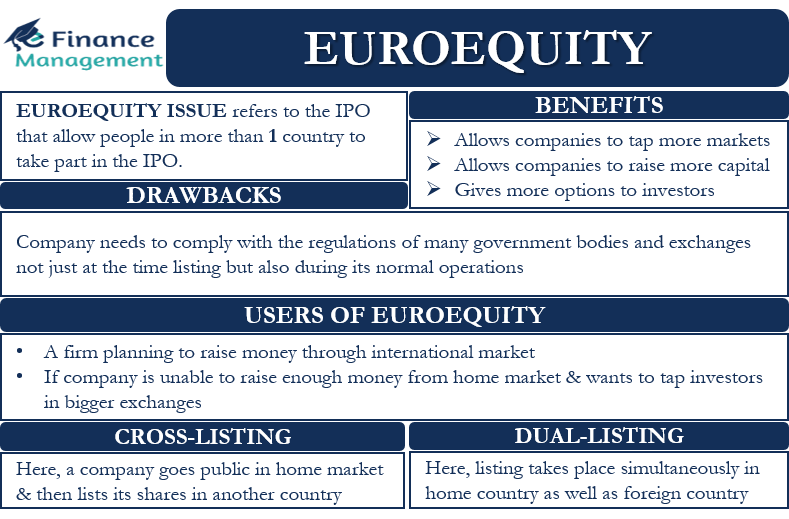 eFinance
Management
EUROEQUITY
EUROEQUITY ISSUE refers to the IPO
that allow people in more than 1 country to
take part in the IPO.
BENEFITS
➢ Allows companies to tap more markets
➢ Allows companies to raise more capital
➢ Gives more options to investors
DRAWBACKS
Company needs to comply with the regulations of many government bodies and exchanges
not just at the time listing but also during its normal operations
USERS OF EUROEQUITY
• A firm planning to raise money through international market
• If company is unable to raise enough money from home market & wants to tap investors
in bigger exchanges
CROSS-LISTING
Here, a company goes public in home market
& then lists its shares in another country
DUAL-LISTING
Here, listing takes place simultaneously in
home country as well as foreign country